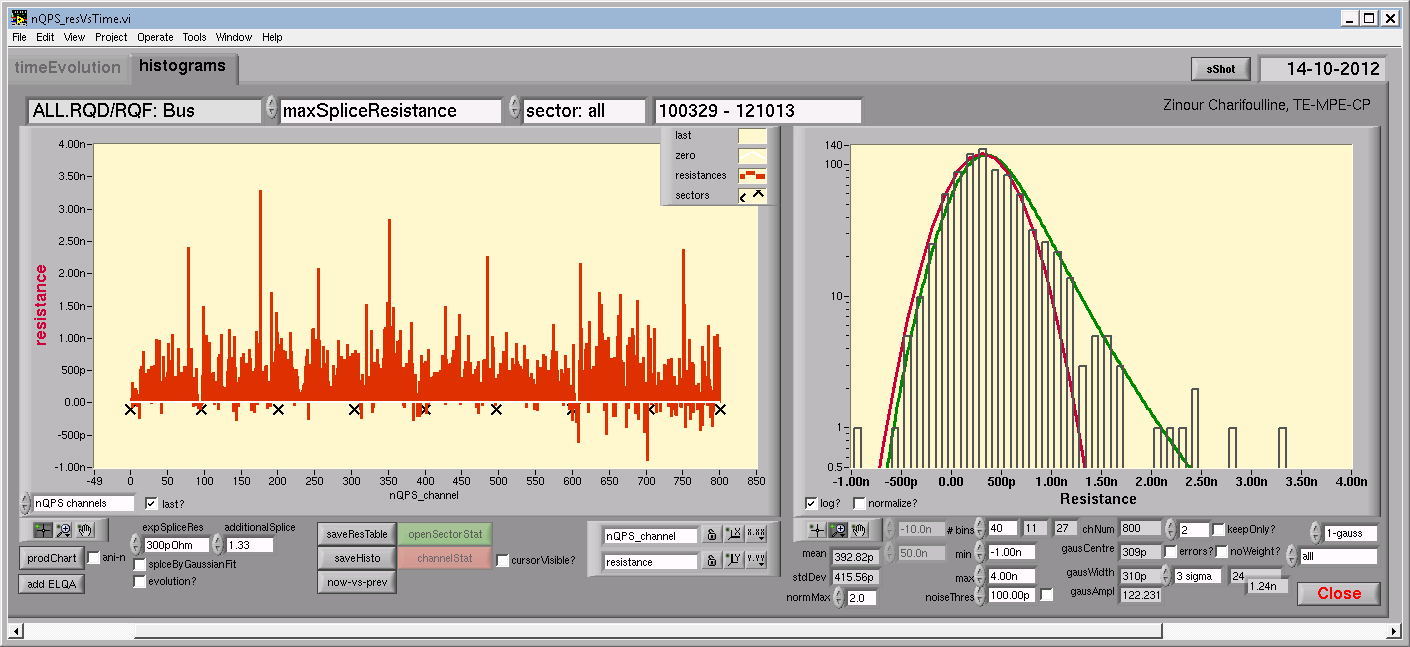 nQPS_resVsTime.vi
File Edit View Project Operate Tools Window Help
timeEvolution histograms sShot 14-10-2012
ALL.RQD/RQF: Bus maxSpliceResistance sector: all 100329 - 121013 Zinour Charifoulline, TE-MPE-CP
last
zero
resistances
sectors
resistance
4.00n
3.50n
3.00n
2.50n
2.00n
1.50n
1.00n
500p
0.00
-500p
-1.00n
-49 0 50 100 150 200 250 300 350 400 450 500 550 600 650 700 750 800 850
nQPS_channel
140
100
10
1
0.5
-1.00n -500p 0.00 500p 1.00n 1.50n 2.00n 2.50n 3.00n 3.50n 4.00n
Resistance
nQPS channels last?
log? normalize?
expSpliceRes additionalSplice
300pOhm 1.33
prodChart ani-n
splceByGaussianFit
add ELQA evolution?
saveResTable openSectorStat
saveHisto channelStat
now-vs-prev
cursorVisible?
nQPS_channel X X.XX
resistance Y Y.YY
-10.0n # bins 40 11 27 chNum 800 2 keepOnly? 1-gauss
mean 392.82p 50.0n min -1.00n gausCentre 309p errors? noWeight? alll
stdDev 415.56p max 4.00n gausWidth 310p 3 sigma 24
1.24n
normMax 2.0 noiseThres 100.00p gausAmpl 122.231
Close